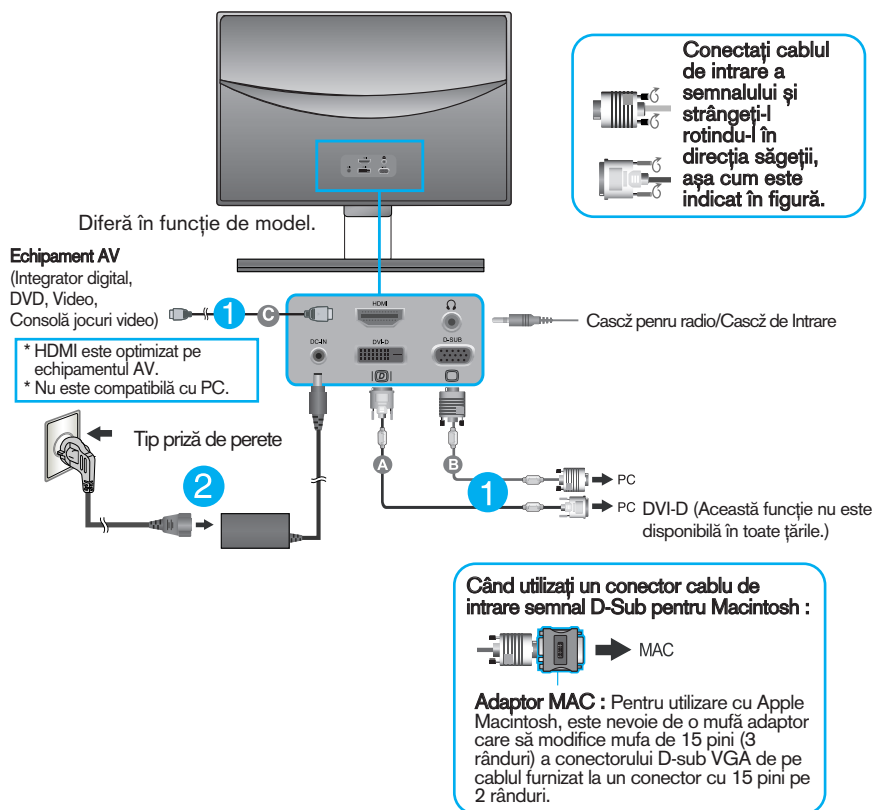 Conectați cablul
de intrare a
semnalului și
strângeți-l
rotindu-l în
direcția săgeții,
așa cum este
indicat în figură.
Diferă în funcție de model.
Echipament AV
(Integrator digital,
DVD, Video,
Consolă jocuri video)
1
C
HDMI
DC-IN
DVI-D
D-SUB
D
Cascž penru radio/Cascž de Intrare
* HDMI este optimizat pe
echipamentul AV.
* Nu este compatibilă cu PC.
Tip priză de perete
2
A
B
1
PC
PC
DVI-D (Această funcție nu este
disponibilă în toate țările.)
Când utilizați un conector cablu de
intrare semnal D-Sub pentru Macintosh :
MAC
Adaptor MAC : Pentru utilizare cu Apple
Macintosh, este nevoie de o mufă adaptor
care să modifice mufa de 15 pini (3
rânduri) a conectorului D-sub VGA de pe
cablul furnizat la un conector cu 15 pini pe
2 rânduri.